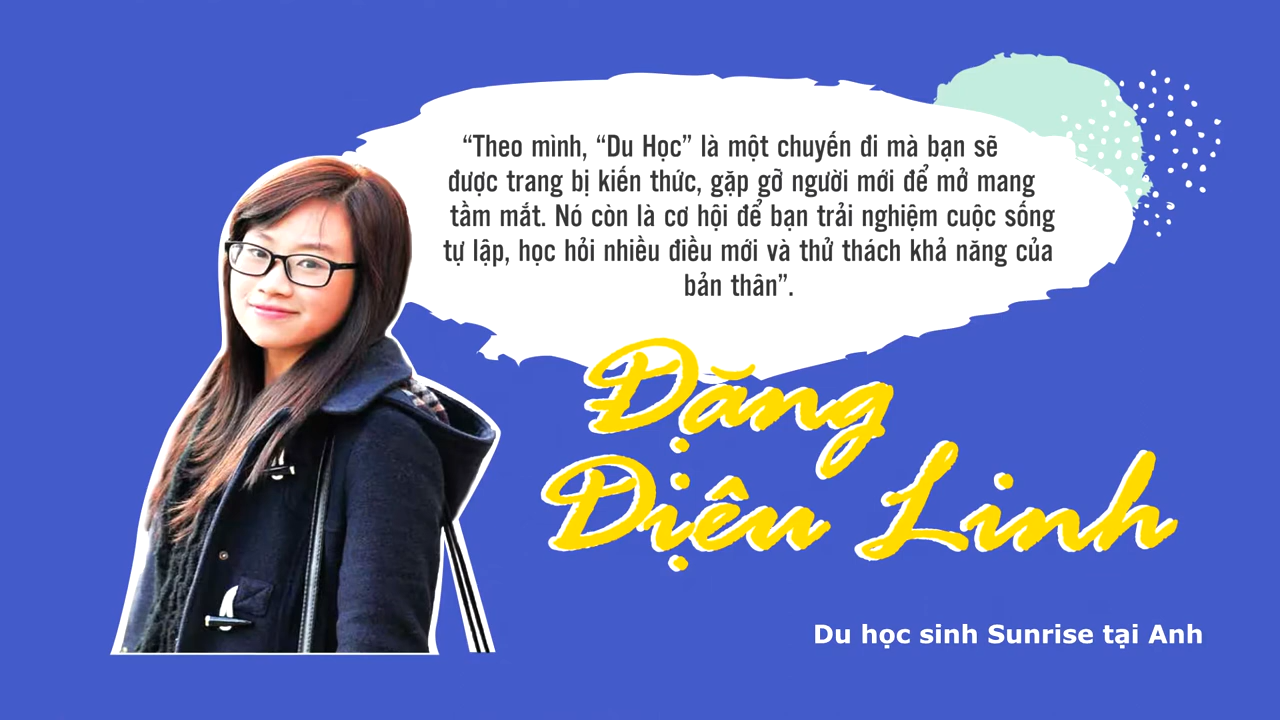 “Theo mình, “Du Học” là một chuyến đi mà bạn sẽ
được trang bị kiến thức, gặp gỡ người mới để mở mang
tầm mắt. Nó còn là cơ hội để bạn trải nghiệm cuộc sống
tự lập, học hỏi nhiều điều mới và thử thách khả năng của
bản thân”.
Đặng
Diệu Linh
Du học sinh Sunrise tại Anh